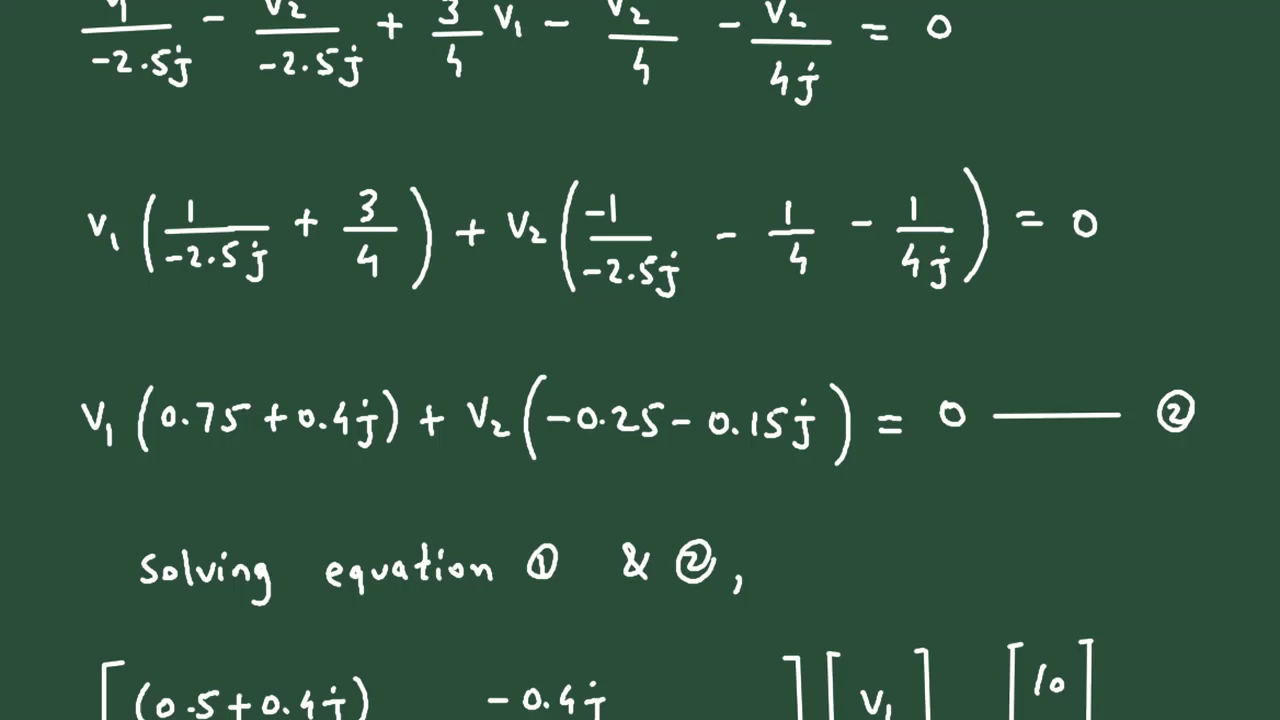 V1/-2.5j - V2/-2.5j + 3/4 V1 - V2/4 - V2/4j = 0
V1 (1/-2.5j + 3/4) + V2 (-1/-2.5j - 1/4 - 1/4j) = 0
V1 (0.75 + 0.4j) + V2 (-0.25 - 0.15j) = 0 —— ②
Solving equation ① & ②,
[(0.5+0.4j) -0.4j ] [V1 ] [10 ]